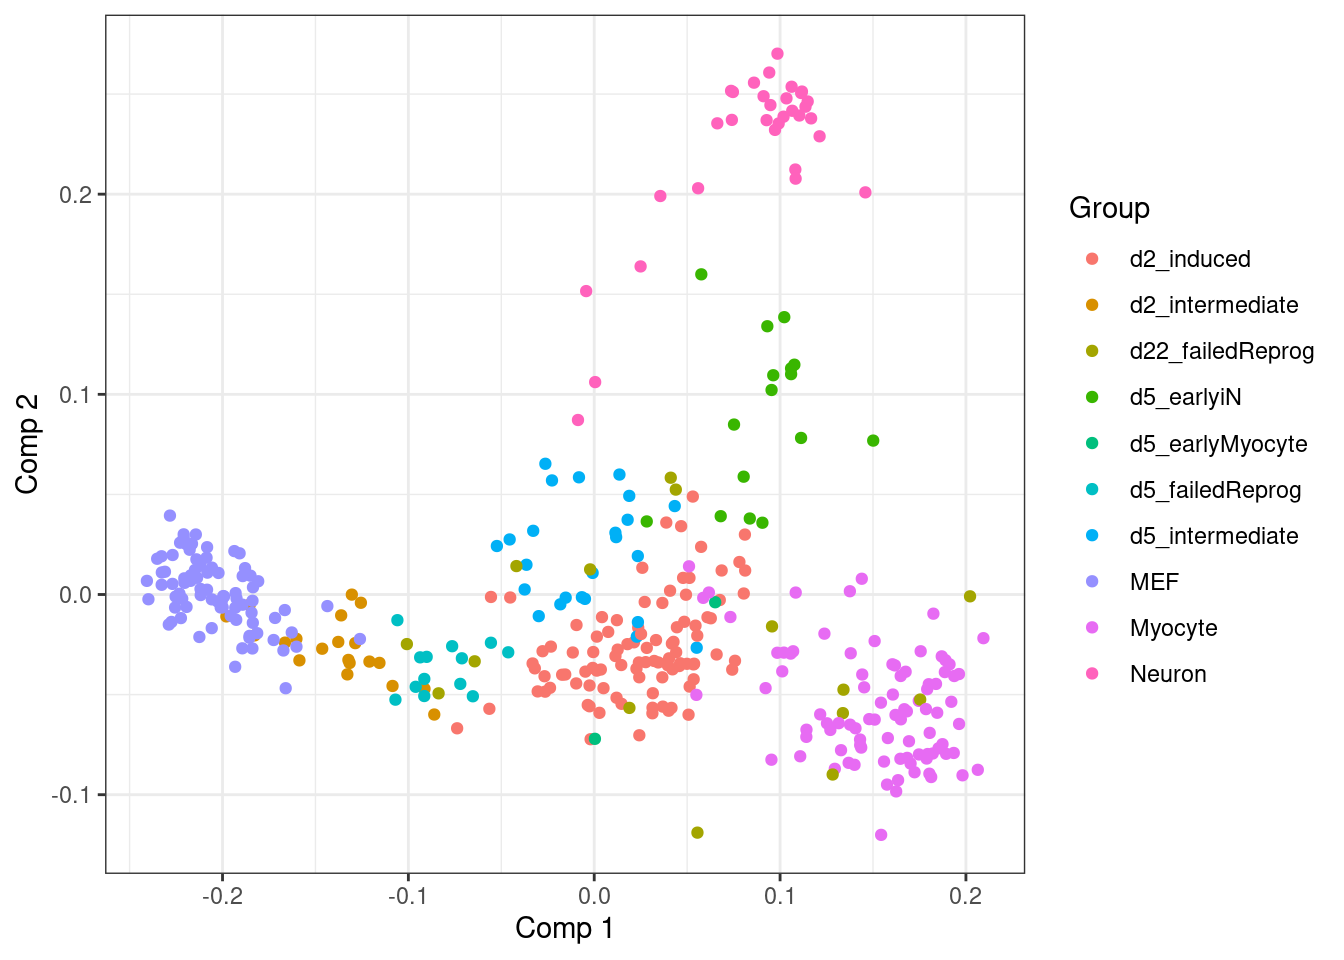 Comp 2
0.2
0.1
0.0
-0.1
-0.2
-0.1
0.0
0.1
0.2
Comp 1
Group
d2_induced
d2_intermediate
d22_failedReprog
d5_earlyiN
d5_earlyMyocyte
d5_failedReprog
d5_intermediate
MEF
Myocyte
Neuron